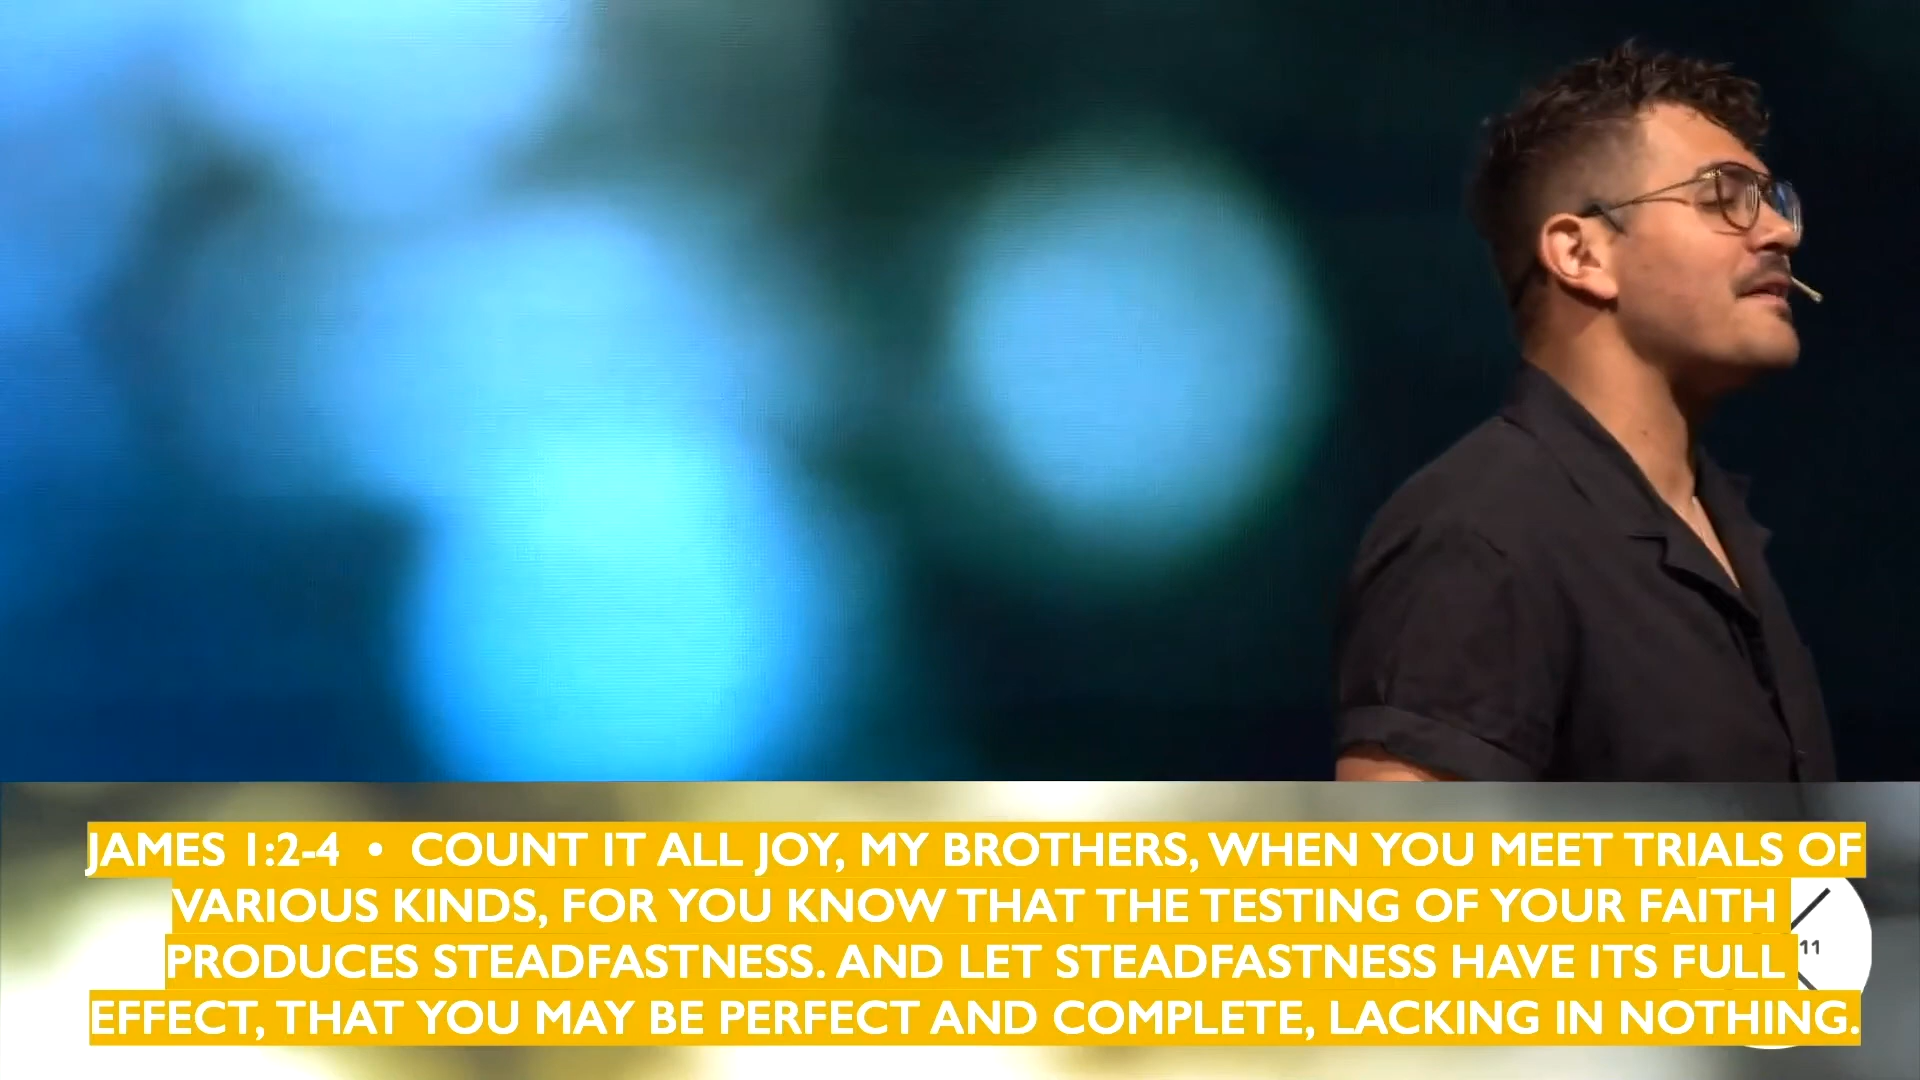 JAMES 1:2-4 • COUNT IT ALL JOY, MY BROTHERS, WHEN YOU MEET TRIALS OF
VARIOUS KINDS, FOR YOU KNOW THAT THE TESTING OF YOUR FAITH
PRODUCES STEADFASTNESS. AND LET STEADFASTNESS HAVE ITS FULL
EFFECT, THAT YOU MAY BE PERFECT AND COMPLETE, LACKING IN NOTHING.
11